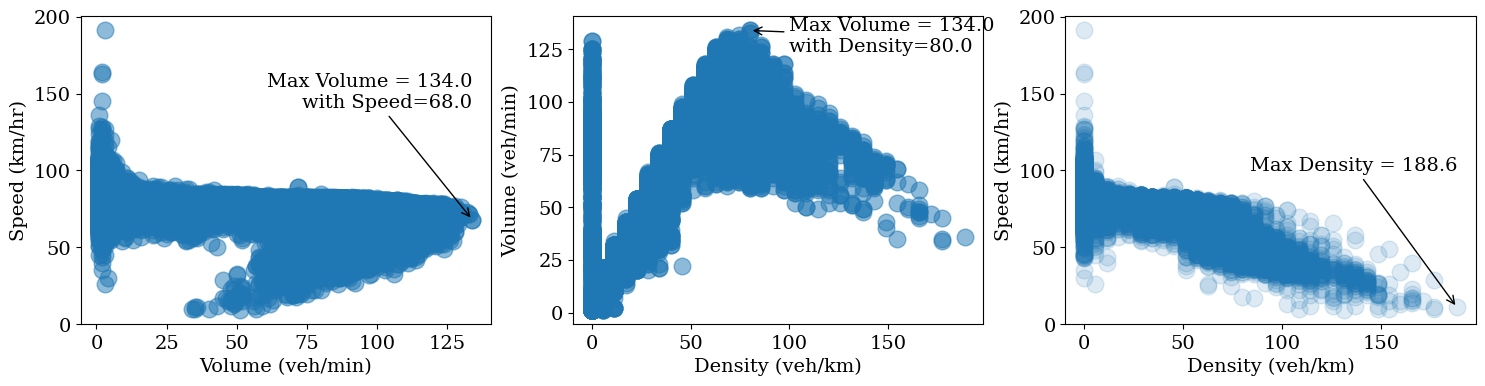 200
150
100
50
0
Speed (km/hr)
Max Volume = 134.0
with Speed=68.0
0
25
50
75
100
125
Volume (veh/min)
125
100
75
50
25
0
Volume (veh/min)
Max Volume = 134.0
with Density=80.0
0
50
100
150
Density (veh/km)
200
150
100
50
0
Speed (km/hr)
Max Density = 188.6
0
50
100
150
Density (veh/km)